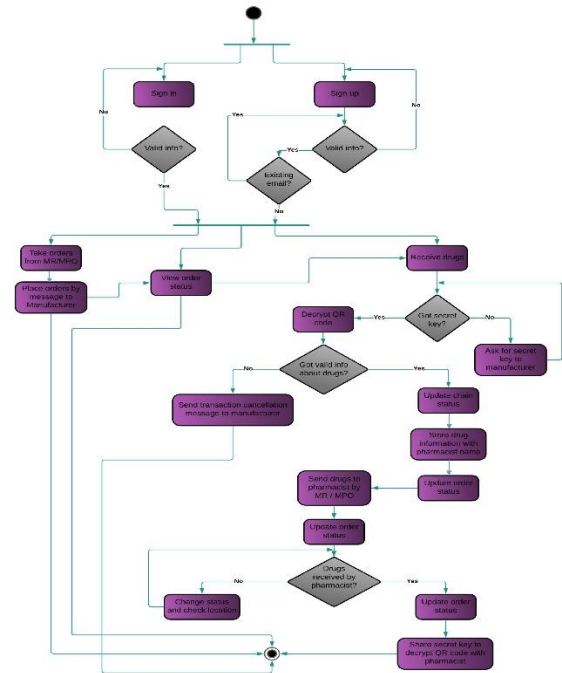 Sign in
Sign up
No
No
Yes
Valid info?
Yes
Valid info?
Existing
email?
Yes
No
Take orders
from MR/MPO
View order
status
Receive drugs
Place orders by
message to
Manufacturer
Decrypt QR
code
Yes
Got secret
key?
No
Ask for secret
key to
manufacturer
Got valid info
about drugs?
No
Yes
Send transaction cancellation
message to manufacturer
Update chain
status
Store drug
information with
pharmacist name
Send drugs to
pharmacist by
MR / MPO
Update order
status
Update order
status
Drugs
received by
pharmacist?
No
Yes
Change status
and check location
Update order
status
Share secret key to
decrypt QR code with
pharmacist